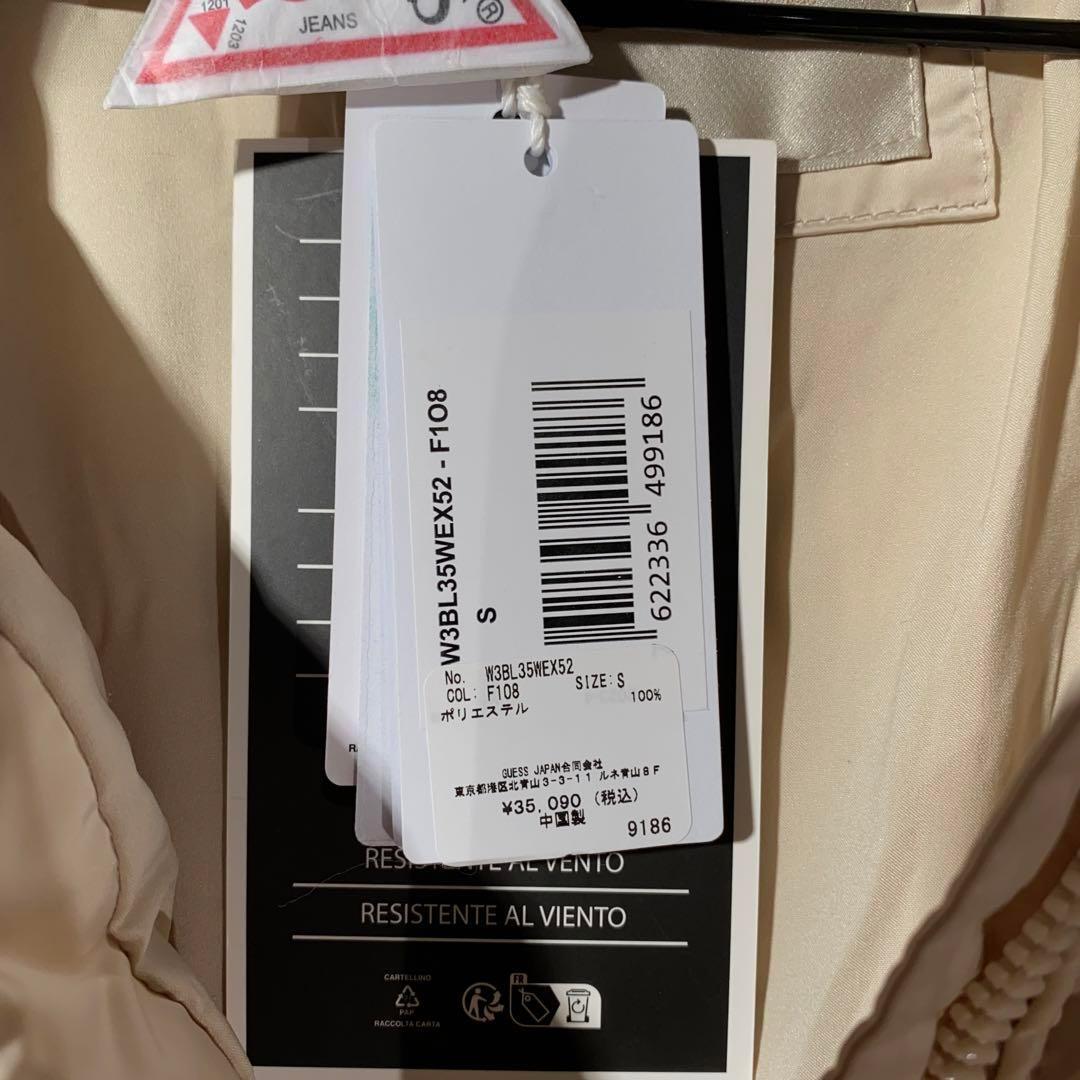 1201
1203
JEANS
®
W3BL35WEX52 - F1O8
S
622336 499186
No. W3BL35WEX52
COL: F108 SIZE:S
ポリエステル 100%
GUESS JAPAN合同会社
東京都港区北青山3-3-11 ルネ青山8F
¥35,090 (税込)
中国製
9186
VENTO
RESISTENTE AL VIENTO
CARTELLINO
PAP
RACCOLTA CARTA
FR